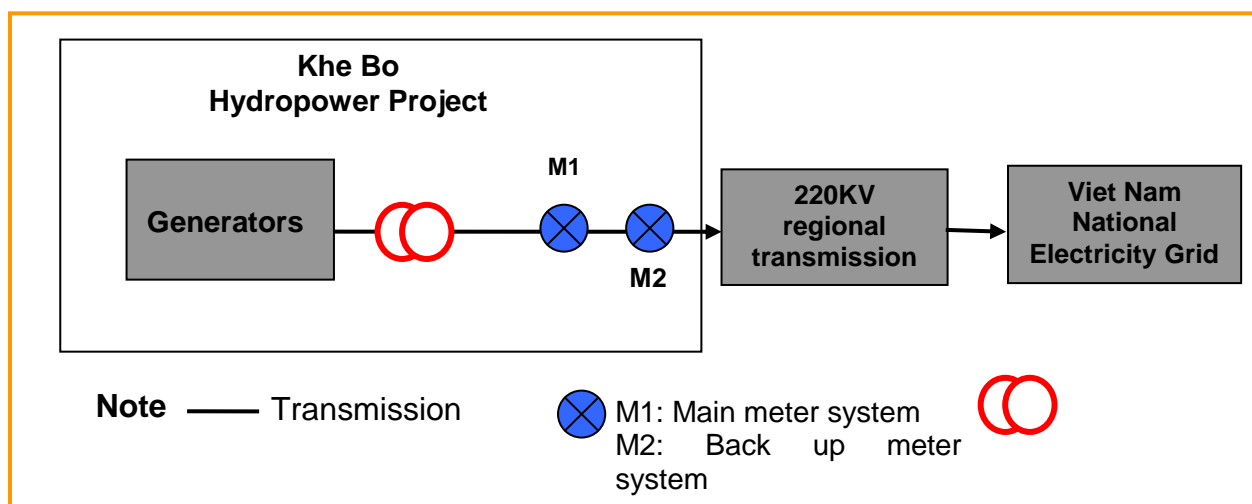 Khe Bo
Hydropower Project
M1
Generators
M2
220KV
regional
transmission
Viet Nam
National
Electricity Grid
Note
Transmission
M1: Main meter system
M2: Back up meter
system